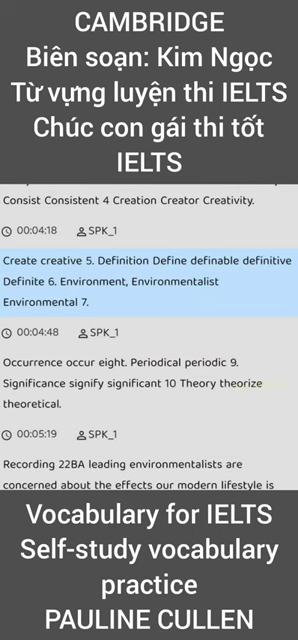 CAMBRIDGE
Biên soạn: Kim Ngọc
Từ vựng luyện thi IELTS
Chúc con gái thi tốt
IELTS
Consist Consistent 4 Creation Creator Creativity.
00:04:18 SPK_1
Create creative 5. Definition Define definable definitive
Definite 6. Environment, Environmentalist
Environmental 7.
00:04:48 SPK_1
Occurrence occur eight. Periodical periodic 9.
Significance signify significant 10 Theory theorize
theoretical.
00:05:19 SPK_1
Recording 22BA leading environmentalists are
concerned about the effects our modern lifestyle is
Vocabulary for IELTS
Self-study vocabulary
practice
PAULINE CULLEN